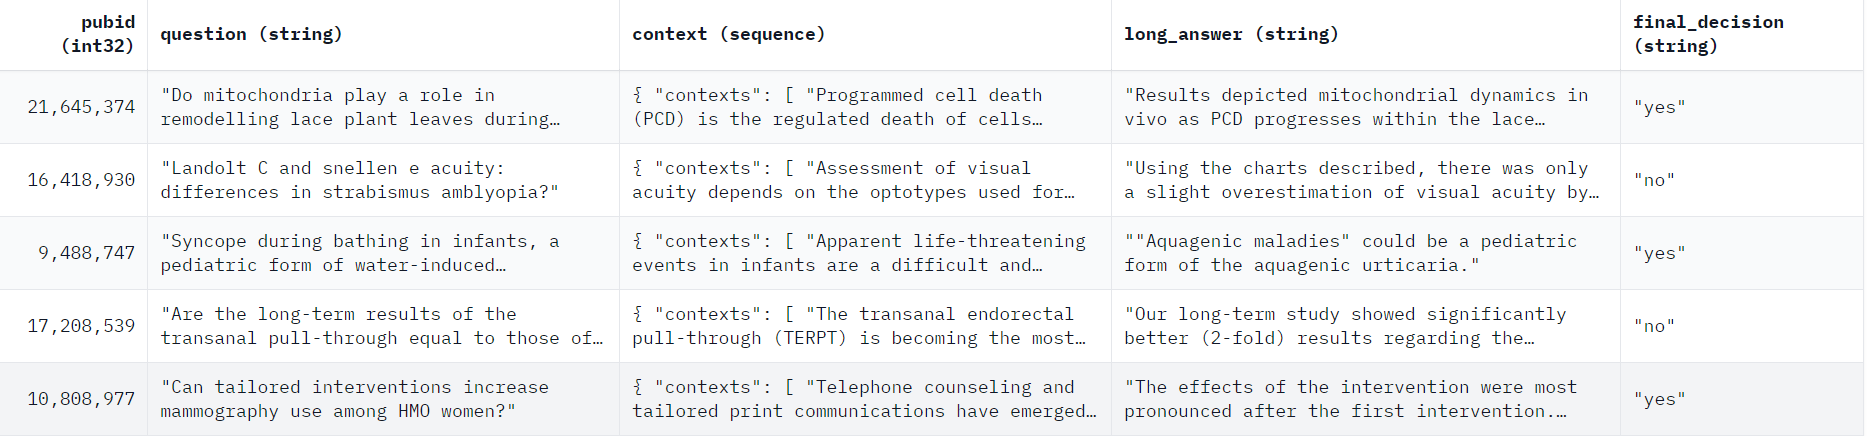 pubid
(int32)
question (string)
context (sequence)
long_answer (string)
final_decision
(string)
21,645,374
"Do mitochondria play a role in
remodelling lace plant leaves during…
{ "contexts": [ "Programmed cell death
(PCD) is the regulated death of cells…
"Results depicted mitochondrial dynamics in
vivo as PCD progresses within the lace…
"yes"
16,418,930
"Landolt C and snellen e acuity:
differences in strabismus amblyopia?"
{ "contexts": [ "Assessment of visual
acuity depends on the optotypes used for…
"Using the charts described, there was only
a slight overestimation of visual acuity by…
"no"
9,488,747
"Syncope during bathing in infants, a
pediatric form of water-induced…
{ "contexts": [ "Apparent life-threatening
events in infants are a difficult and…
""Aquagenic maladies" could be a pediatric
form of the aquagenic urticaria."
"yes"
17,208,539
"Are the long-term results of the
transanal pull-through equal to those of…
{ "contexts": [ "The transanal endorectal
pull-through (TERPT) is becoming the most…
"Our long-term study showed significantly
better (2-fold) results regarding the…
"no"
10,808,977
"Can tailored interventions increase
mammography use among HMO women?"
{ "contexts": [ "Telephone counseling and
tailored print communications have emerged…
"The effects of the intervention were most
pronounced after the first intervention.…
"yes"